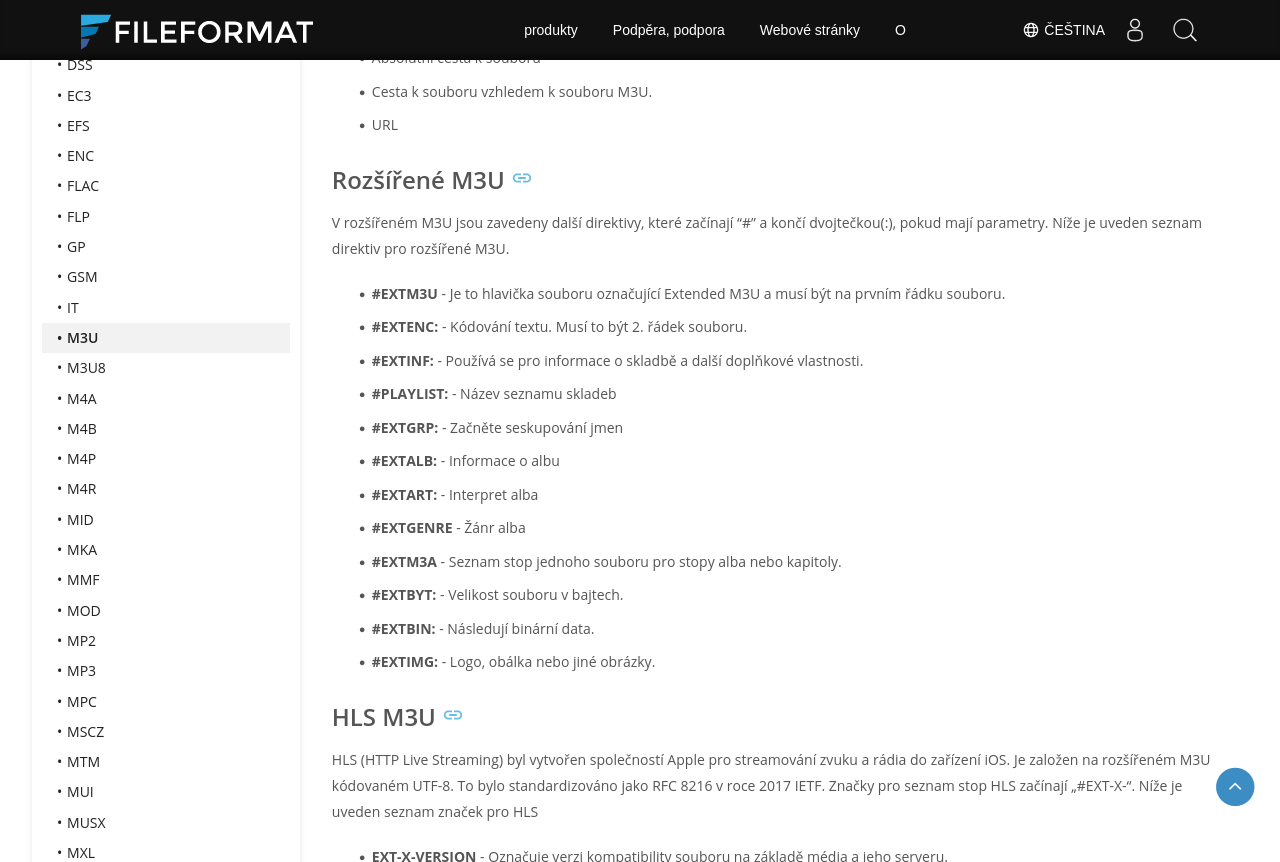 FILEFORMAT
produkty
Podpěra, podpora
Webové stránky
O
ČEŠTINA
• DSS
• EC3
• EFS
• ENC
• FLAC
• FLP
• GP
• GSM
• IT
• M3U
• M3U8
• M4A
• M4B
• M4P
• M4R
• MID
• MKA
• MMF
• MOD
• MP2
• MP3
• MPC
• MSCZ
• MTM
• MUI
• MUSX
• MXL
• Absolutní cesta k souboru
• Cesta k souboru vzhledem k souboru M3U.
• URL
Rozšířené M3U
V rozšířeném M3U jsou zavedeny další direktivy, které začínají “#” a končí dvojtečkou(:), pokud mají parametry. Níže je uveden seznam
direktiv pro rozšířené M3U.
• #EXTM3U - Je to hlavička souboru označující Extended M3U a musí být na prvním řádku souboru.
• #EXTENC: - Kódování textu. Musí to být 2. řádek souboru.
• #EXTINF: - Používá se pro informace o skladbě a další doplňkové vlastnosti.
• #PLAYLIST: - Název seznamu skladeb
• #EXTGRP: - Začněte seskupování jmen
• #EXTALB: - Informace o albu
• #EXTART: - Interpret alba
• #EXTGENRE - Žánr alba
• #EXTM3A - Seznam stop jednoho souboru pro stopy alba nebo kapitoly.
• #EXTBYT: - Velikost souboru v bajtech.
• #EXTBIN: - Následují binární data.
• #EXTIMG: - Logo, obálka nebo jiné obrázky.
HLS M3U
HLS (HTTP Live Streaming) byl vytvořen společností Apple pro streamování zvuku a rádia do zařízení iOS. Je založen na rozšířeném M3U
kódovaném UTF-8. To bylo standardizováno jako RFC 8216 v roce 2017 IETF. Značky pro seznam stop HLS začínají „#EXT-X-“. Níže je
uveden seznam značek pro HLS
• EXT-X-VERSION - Označuje verzi kompatibility souboru na základě média a jeho serveru.